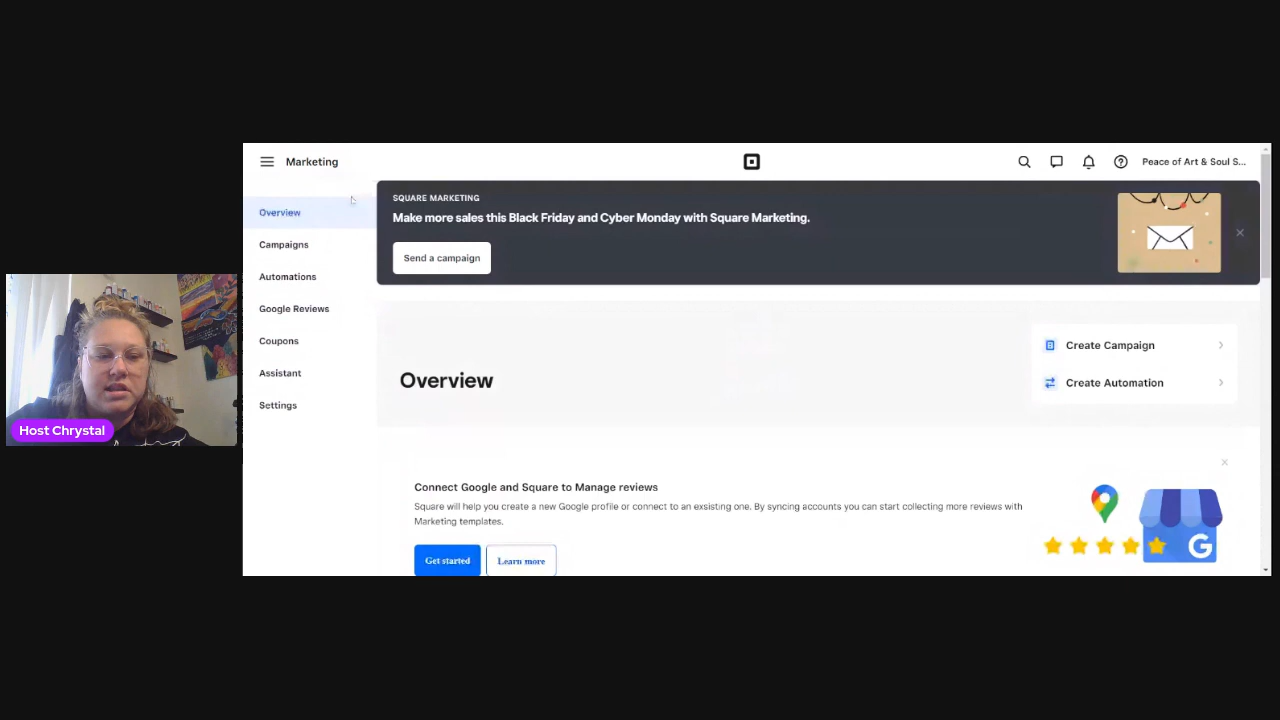 Host Chrystal
Marketing
Peace of Art & Soul S...
Overview
Campaigns
Automations
Google Reviews
Coupons
Assistant
Settings
SQUARE MARKETING
Make more sales this Black Friday and Cyber Monday with Square Marketing.
Send a campaign
Overview
Create Campaign
Create Automation
Connect Google and Square to Manage reviews
Square will help you create a new Google profile or connect to an exsisting one. By syncing accounts you can start collecting more reviews with
Marketing templates.
Get started
Learn more
G